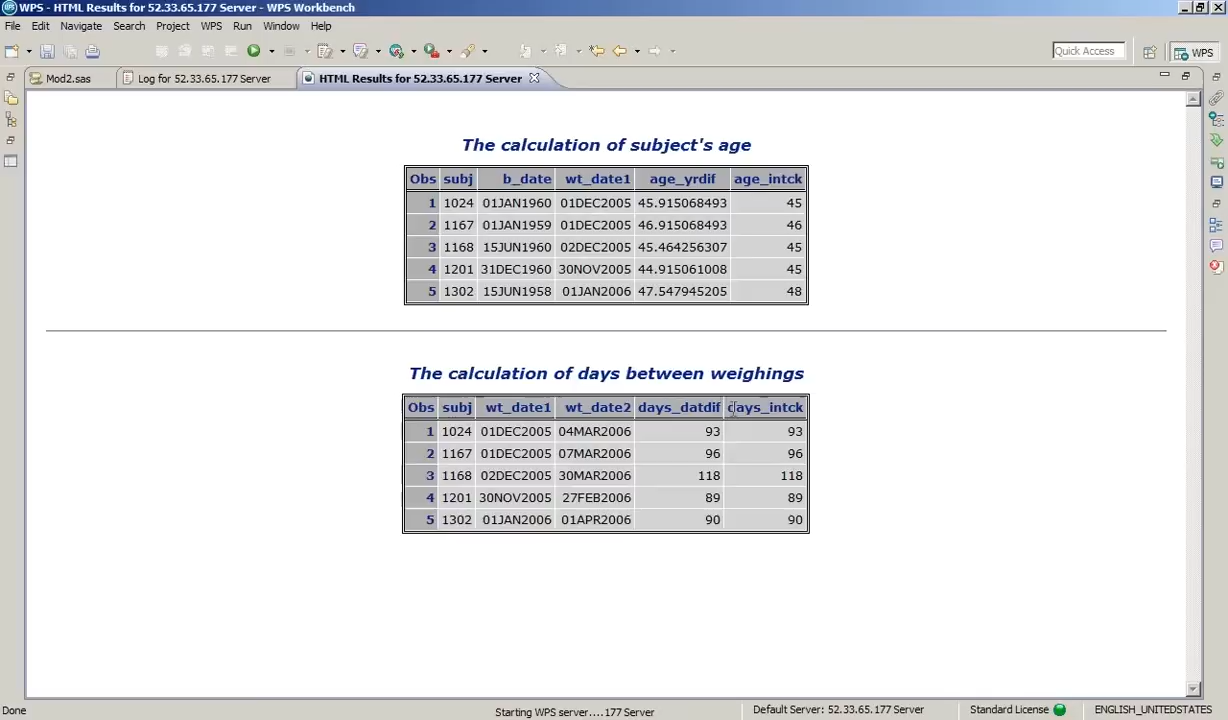 WPS - HTML Results for 52.33.65.177 Server - WPS Workbench
File Edit Navigate Search Project WPS Run Window Help
Quick Access WPS
Mod2.sas Log for 52.33.65.177 Server HTML Results for 52.33.65.177 Server
The calculation of subject's age
Obs subj b_date wt_date1 age_yrdif age_intck
1 1024 01JAN1960 01DEC2005 45.915068493 45
2 1167 01JAN1959 01DEC2005 46.915068493 46
3 1168 15JUN1960 02DEC2005 45.464256307 45
4 1201 31DEC1960 30NOV2005 44.915061008 45
5 1302 15JUN1958 01JAN2006 47.547945205 48
The calculation of days between weighings
Obs subj wt_date1 wt_date2 days_datdif days_intck
1 1024 01DEC2005 04MAR2006 93 93
2 1167 01DEC2005 07MAR2006 96 96
3 1168 02DEC2005 30MAR2006 118 118
4 1201 30NOV2005 27FEB2006 89 89
5 1302 01JAN2006 01APR2006 90 90
Done Starting WPS server....177 Server Default Server: 52.33.65.177 Server Standard License ENGLISH_UNITEDSTATES